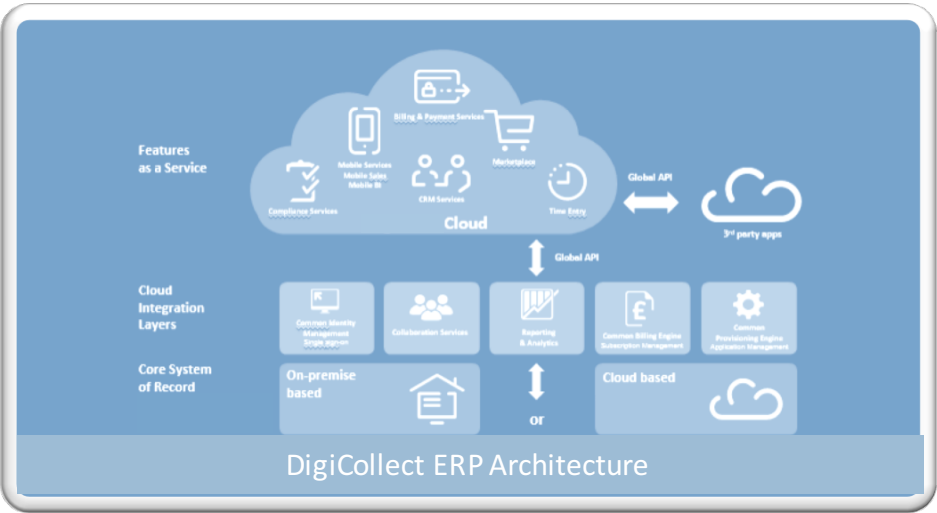 Features
as a Service
Billing & Payment Services
Mobile Services
Mobile Sales
Mobile BI
Marketplace
CRM Services
Compliance Services
Time Entry
Cloud
Global API
3rd party apps
Global API
Cloud
Integration
Layers
Common Identity
Management
Single sign-on
Collaboration Services
Reporting
& Analytics
Common Billing Engine
Subscription Management
Common
Provisioning Engine
Application Management
Core System
of Record
On-premise
based
or
Cloud based
DigiCollect ERP Architecture